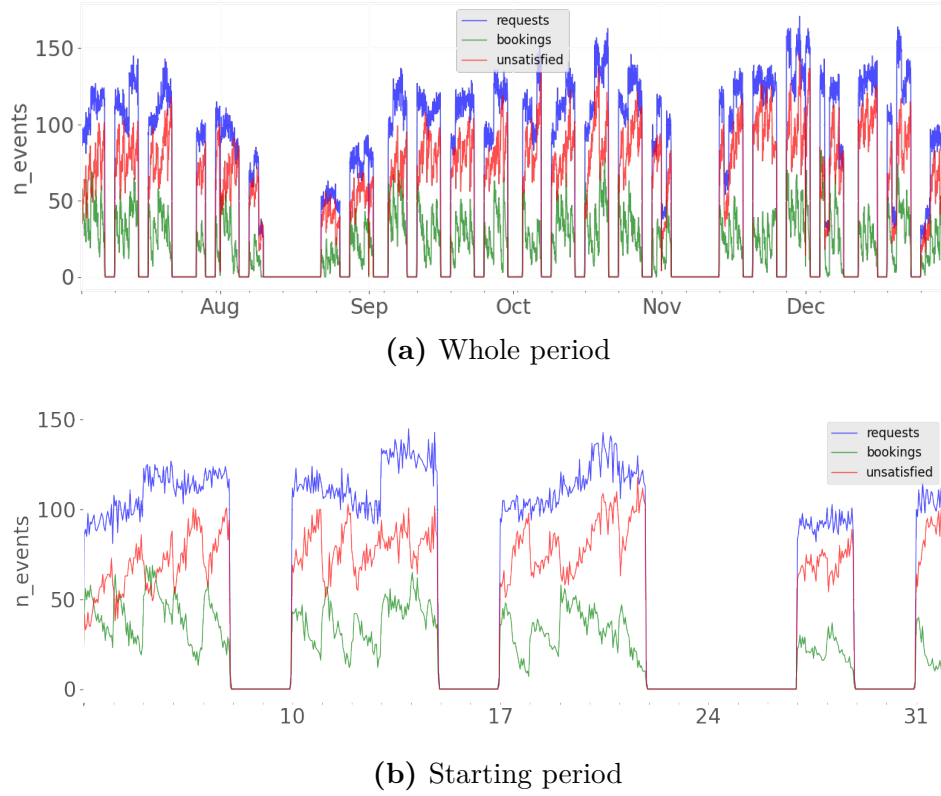 requests
bookings
unsatisfied
150
100
50
0
n_events
Aug
Sep
Oct
Nov
Dec
(a) Whole period
150
100
50
0
n_events
requests
bookings
unsatisfied
10
17
24
31
(b) Starting period